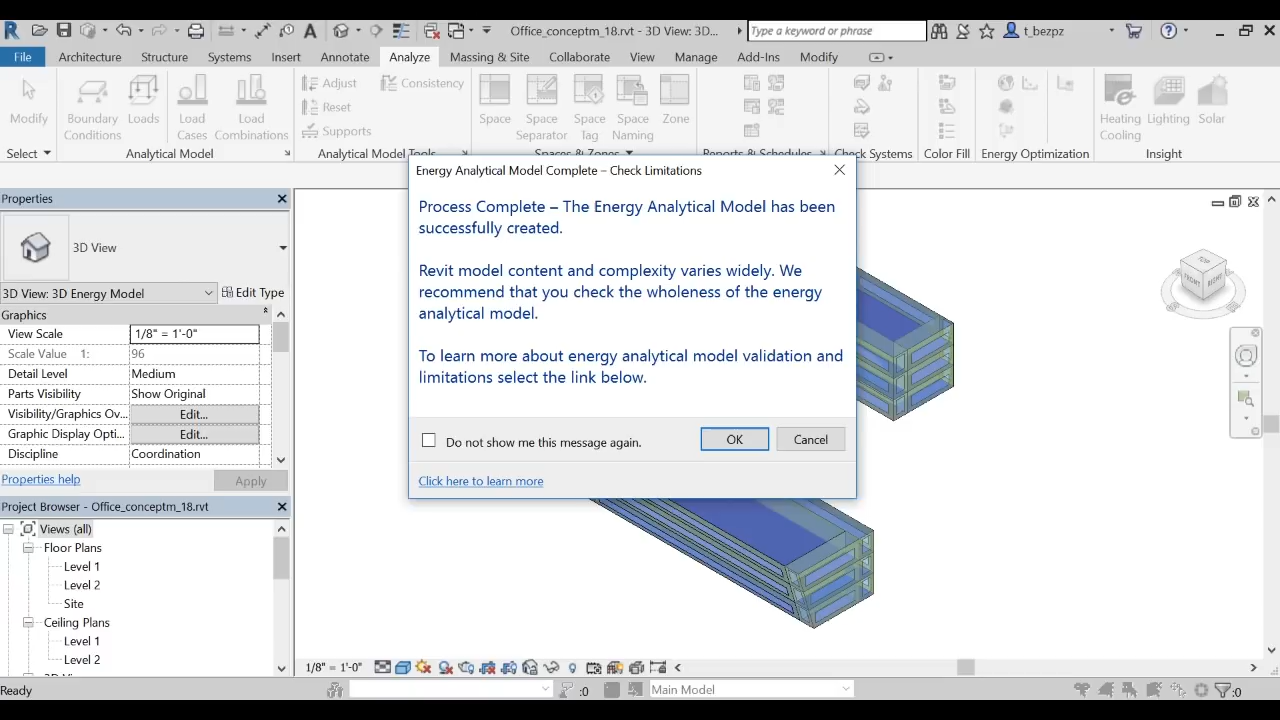 Office_conceptm_18.rvt - 3D View: 3D...
Type a keyword or phrase
t_bezpz
File Architecture Structure Systems Insert Annotate Analyze Massing & Site Collaborate View Manage Add-Ins Modify
Modify
Select
Boundary Conditions
Loads
Load Cases
Load Combinations
Analytical Model
Adjust
Reset
Supports
Consistency
Analytical Model Tools
Space
Space Separator
Space Tag
Space Naming
Zone
Spaces & Zones
Reports & Schedules
Check Systems
Color Fill
Energy Optimization
Heating Cooling
Lighting
Solar
Insight
Properties
3D View
3D View: 3D Energy Model
Edit Type
Graphics
View Scale 1/8" = 1'-0"
Scale Value 1: 96
Detail Level Medium
Parts Visibility Show Original
Visibility/Graphics Ov... Edit...
Graphic Display Opti... Edit...
Discipline Coordination
Properties help
Apply
Project Browser - Office_conceptm_18.rvt
Views (all)
Floor Plans
Level 1
Level 2
Site
Ceiling Plans
Level 1
Level 2
Energy Analytical Model Complete – Check Limitations
Process Complete – The Energy Analytical Model has been
successfully created.
Revit model content and complexity varies widely. We
recommend that you check the wholeness of the energy
analytical model.
To learn more about energy analytical model validation and
limitations select the link below.
Do not show me this message again.
OK
Cancel
Click here to learn more
TOP
FRONT
RIGHT
1/8" = 1'-0"
Ready
:0
Main Model
:0